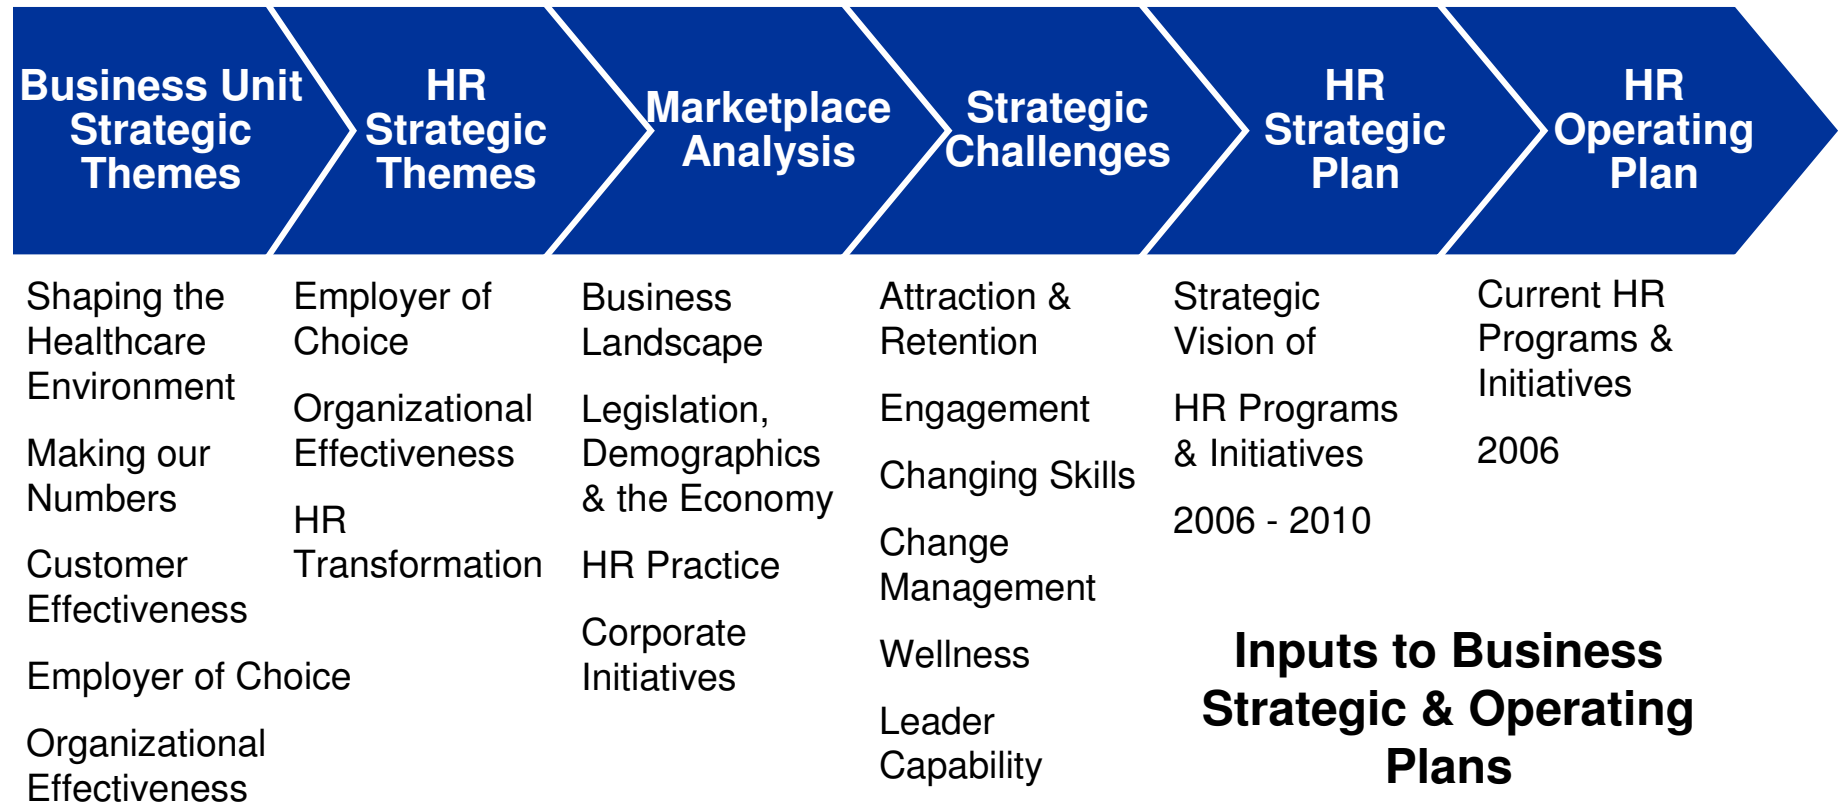 Business Unit
Strategic
Themes
HR
Strategic
Themes
Marketplace
Analysis
Strategic
Challenges
HR
Strategic
Plan
HR
Operating
Plan
Shaping the
Healthcare
Environment
Making our
Numbers
Customer
Effectiveness
Employer of Choice
Organizational
Effectiveness
Employer of
Choice
Organizational
Effectiveness
HR
Transformation
Business
Landscape
Legislation,
Demographics
& the Economy
HR Practice
Corporate
Initiatives
Attraction &
Retention
Engagement
Changing Skills
Change
Management
Wellness
Leader
Capability
Strategic
Vision of
HR Programs
& Initiatives
2006 - 2010
Current HR
Programs &
Initiatives
2006
Inputs to Business
Strategic & Operating
Plans